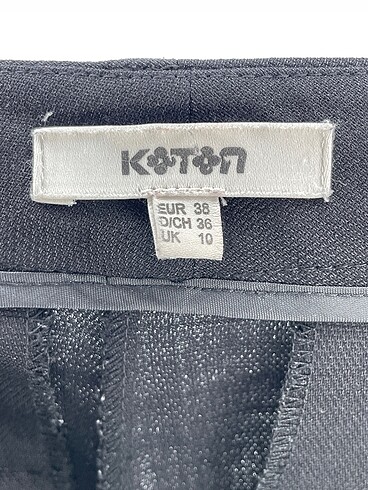 KOTON
EUR 38
D/CH 36
UK 10